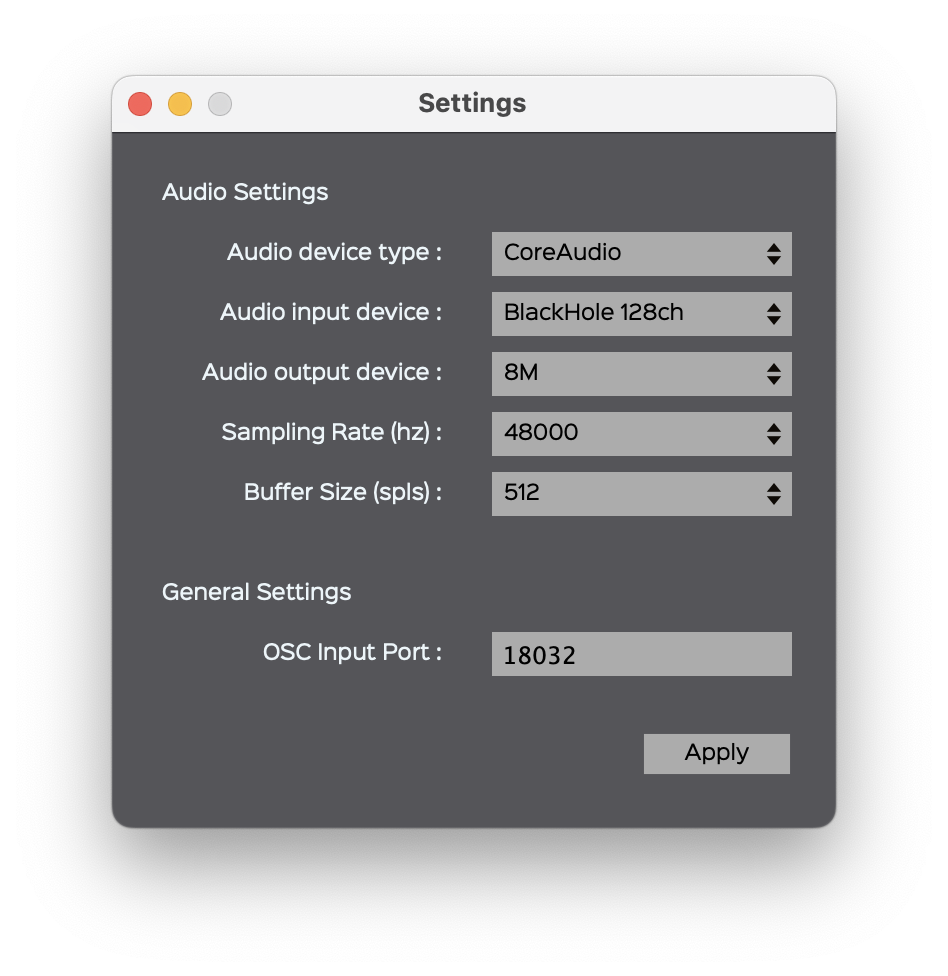 Settings
Audio Settings
Audio device type : CoreAudio
Audio input device : BlackHole 128ch
Audio output device : 8M
Sampling Rate (hz) : 48000
Buffer Size (spls) : 512
General Settings
OSC Input Port : 18032
Apply